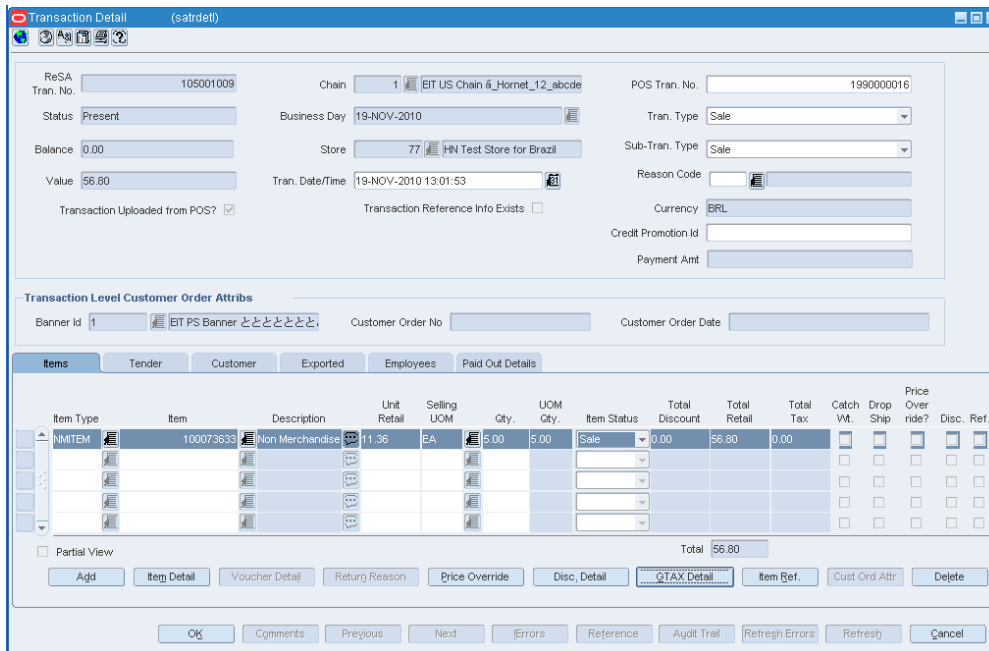 Transaction Detail (satrdetl)
ReSA Tran. No. 105001009 Chain 1 EIT US Chain &_Hornet_12_abcde POS Tran. No. 1990000016
Status Present Business Day 19-NOV-2010 Tran. Type Sale
Balance 0.00 Store 77 HN Test Store for Brazil Sub-Tran. Type Sale
Value 56.80 Tran. Date/Time 19-NOV-2010 13:01:53 Reason Code
Transaction Uploaded from POS? Transaction Reference Info Exists Currency BRL
Credit Promotion Id
Payment Amt
Transaction Level Customer Order Attribs
Banner Id 1 EIT PS Banner とととととと Customer Order No Customer Order Date
Items Tender Customer Exported Employees Paid Out Details
Item Type Item Description Unit Retail Selling UOM Qty. UOM Qty. Item Status Total Discount Total Retail Total Tax Catch Wt. Drop Ship Price Over ride? Disc. Ref.
NMITEM 100073633 Non Merchandise 11.36 EA 5.00 5.00 Sale 0.00 56.80 0.00
Partial View Total 56.80
Add Item Detail Voucher Detail Return Reason Price Override Disc, Detail GTAX Detail Item Ref. Cust Ord Attr Delete
OK Comments Previous Next !Errors Reference Audit Trail Refresh Errors Refresh Cancel